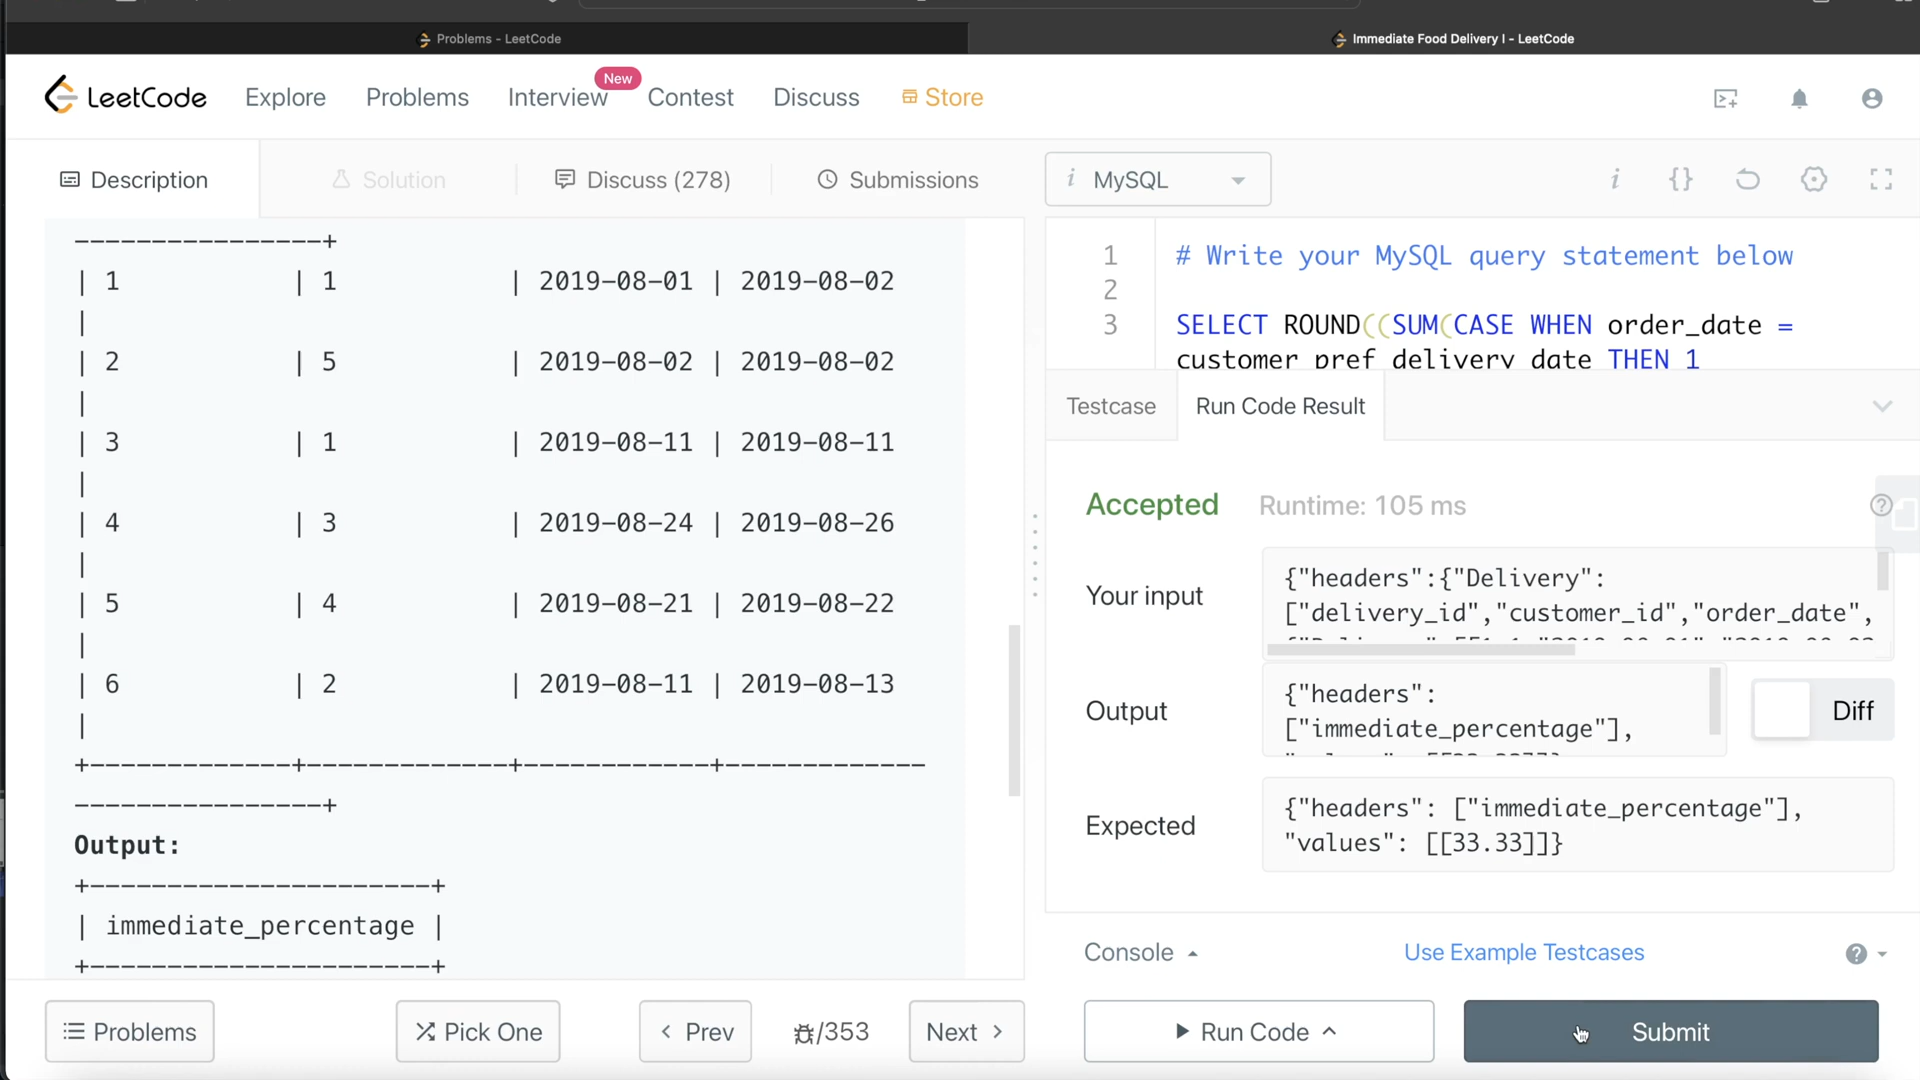 Problems - LeetCode
Immediate Food Delivery I - LeetCode
LeetCode Explore Problems Interview New Contest Discuss Store
Description Solution Discuss (278) Submissions
i MySQL
----------------+
| 1 | 1 | 2019-08-01 | 2019-08-02
|
| 2 | 5 | 2019-08-02 | 2019-08-02
|
| 3 | 1 | 2019-08-11 | 2019-08-11
|
| 4 | 3 | 2019-08-24 | 2019-08-26
|
| 5 | 4 | 2019-08-21 | 2019-08-22
|
| 6 | 2 | 2019-08-11 | 2019-08-13
|
+-------------+-------------+------------+-------------
----------------+
Output:
+----------------------+
| immediate_percentage |
+----------------------+
1 # Write your MySQL query statement below
2
3 SELECT ROUND((SUM(CASE WHEN order_date =
customer_pref_delivery_date THEN 1
Testcase Run Code Result
Accepted Runtime: 105 ms
Your input
{"headers":{"Delivery":
["delivery_id","customer_id","order_date",
Output
{"headers":
["immediate_percentage"],
Diff
Expected
{"headers": ["immediate_percentage"],
"values": [[33.33]]}
Console Use Example Testcases
Problems Pick One Prev /353 Next Run Code Submit